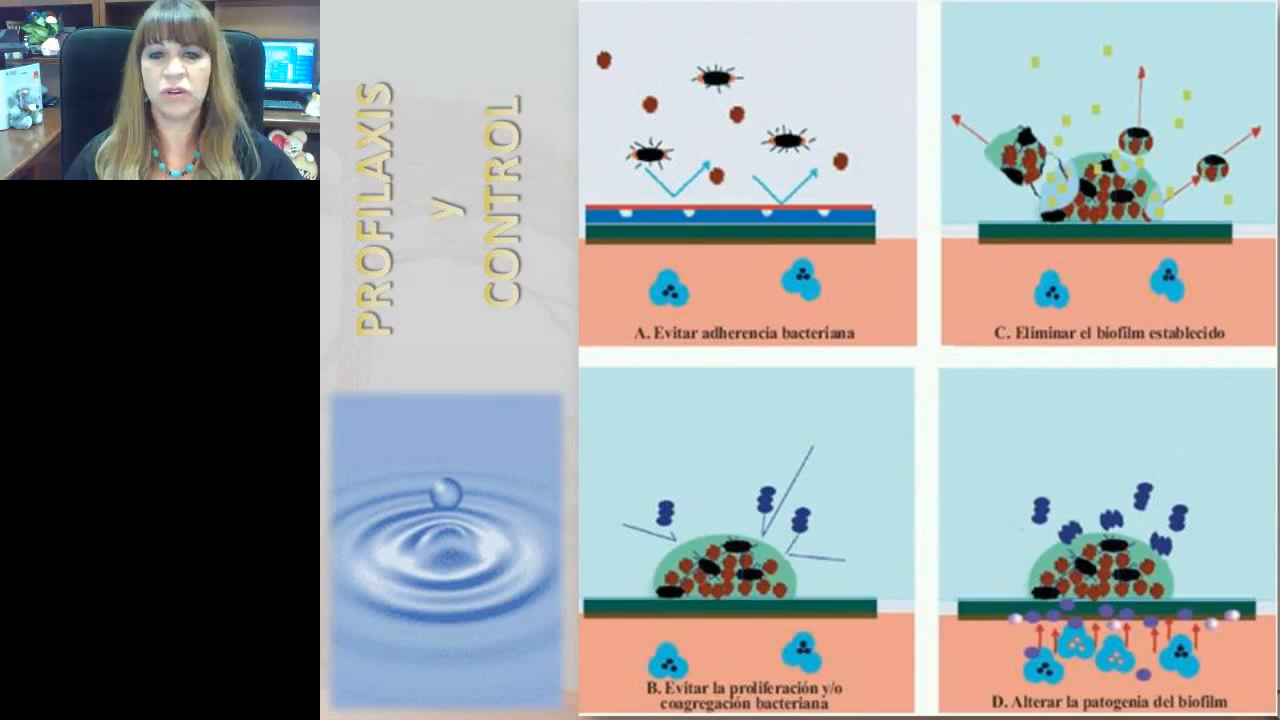 PROFILAXIS
y
CONTROL
A. Evitar adherencia bacteriana
C. Eliminar el biofilm establecido
B. Evitar la proliferación y/o
coagregación bacteriana
D. Alterar la patogenia del biofilm